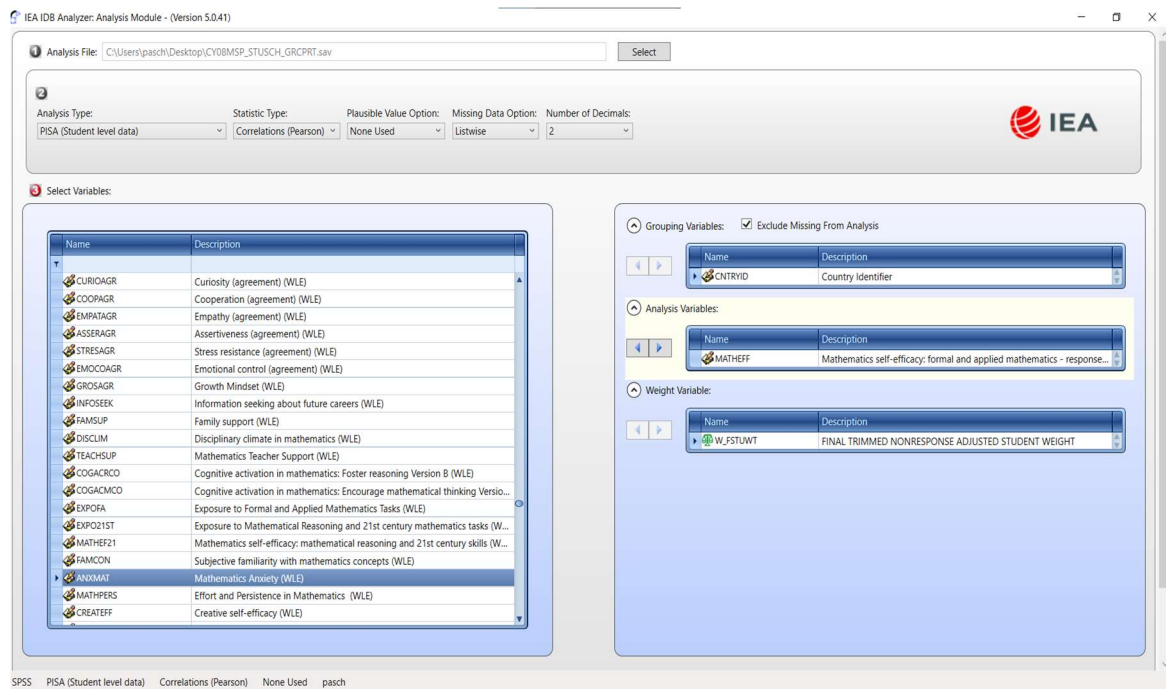 IEA IDB Analyzer: Analysis Module - (Version 5.0.41)
1 Analysis File: C:\Users\pasch\Desktop\CY08MSP_STUSCH_GRCPRT.sav Select
2
Analysis Type: Statistic Type: Plausible Value Option: Missing Data Option: Number of Decimals:
PISA (Student level data) Correlations (Pearson) None Used Listwise 2
IEA
3 Select Variables:
Name Description
CURIOAGR Curiosity (agreement) (WLE)
COOPAGR Cooperation (agreement) (WLE)
EMPATAGR Empathy (agreement) (WLE)
ASSERAGR Assertiveness (agreement) (WLE)
STRESAGR Stress resistance (agreement) (WLE)
EMOCOAGR Emotional control (agreement) (WLE)
GROSAGR Growth Mindset (WLE)
INFOSEEK Information seeking about future careers (WLE)
FAMSUP Family support (WLE)
DISCLIM Disciplinary climate in mathematics (WLE)
TEACHSUP Mathematics Teacher Support (WLE)
COGACRCO Cognitive activation in mathematics: Foster reasoning Version B (WLE)
COGACMCO Cognitive activation in mathematics: Encourage mathematical thinking Versio...
EXPOFA Exposure to Formal and Applied Mathematics Tasks (WLE)
EXPO21ST Exposure to Mathematical Reasoning and 21st century mathematics tasks (W...
MATHEF21 Mathematics self-efficacy: mathematical reasoning and 21st century skills (W...
FAMCON Subjective familiarity with mathematics concepts (WLE)
ANXMAT Mathematics Anxiety (WLE)
MATHPERS Effort and Persistence in Mathematics (WLE)
CREATEFF Creative self-efficacy (WLE)
Grouping Variables: Exclude Missing From Analysis
Name Description
CNTRYID Country Identifier
Analysis Variables:
Name Description
MATHEFF Mathematics self-efficacy: formal and applied mathematics - response...
Weight Variable:
Name Description
W_FSTUWT FINAL TRIMMED NONRESPONSE ADJUSTED STUDENT WEIGHT
SPSS PISA (Student level data) Correlations (Pearson) None Used pasch